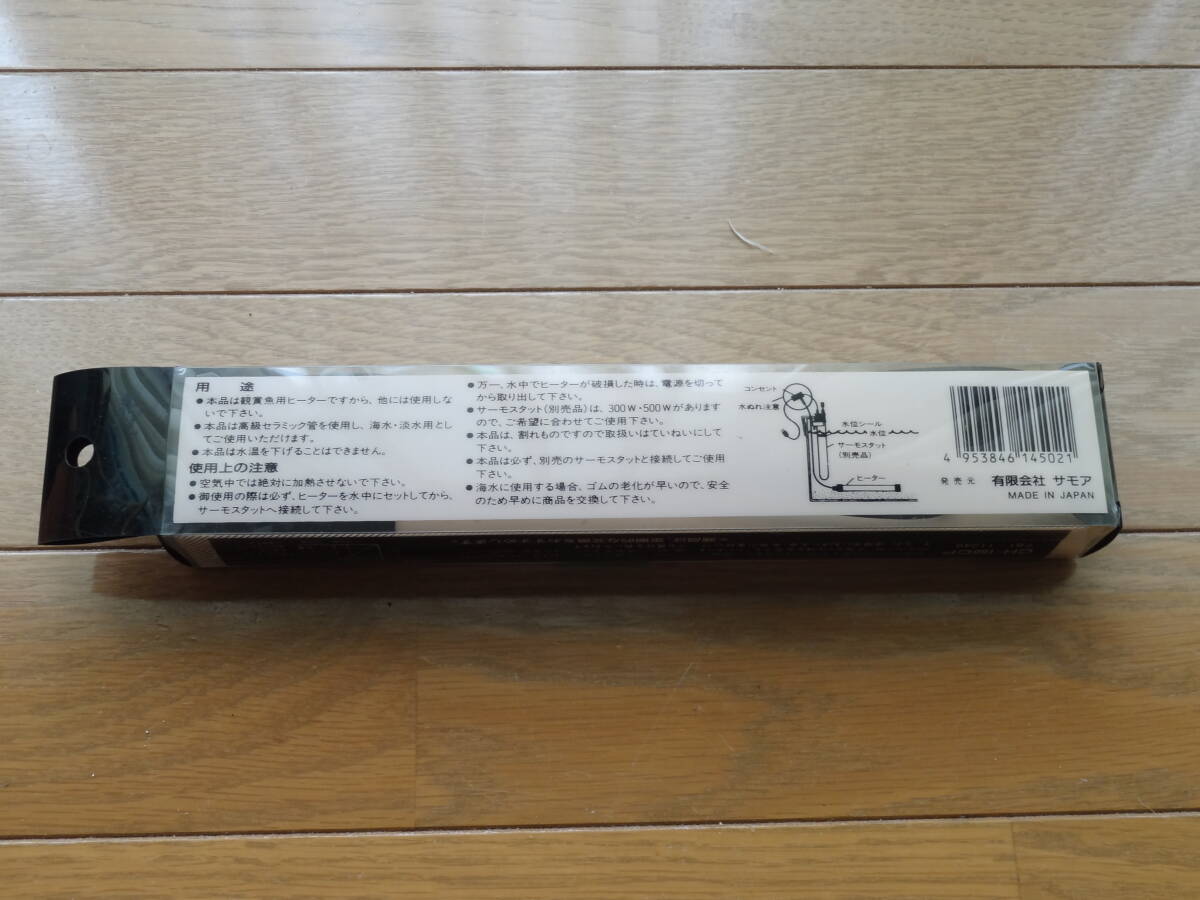 用　途
●本品は観賞魚用ヒーターですから、他には使用しな
いで下さい。
●本品は高級セラミック管を使用し、海水・淡水用とし
てご使用いただけます。
●本品は水温を下げることはできません。
使用上の注意
●空気中では絶対に加熱させないで下さい。
●御使用の際は必ず、ヒーターを水中にセットしてから、
サーモスタットへ接続して下さい。
●万一、水中でヒーターが破損した時は、電源を切って
から取り出して下さい。
●サーモスタット(別売品)は、300W・500Wがあります
ので、ご希望に合わせてご使用下さい。
●本品は、割れものですので取扱いはていねいにして
下さい。
●本品は必ず、別売のサーモスタットと接続してご使用
下さい。
●海水に使用する場合、ゴムの老化が早いので、安全
のため早めに商品を交換して下さい。
コンセント
水ぬれ注意
水位シール
水位
サーモスタット
(別売品)
ヒーター
4 953846 145021
発売元　有限会社 サモア
MADE IN JAPAN